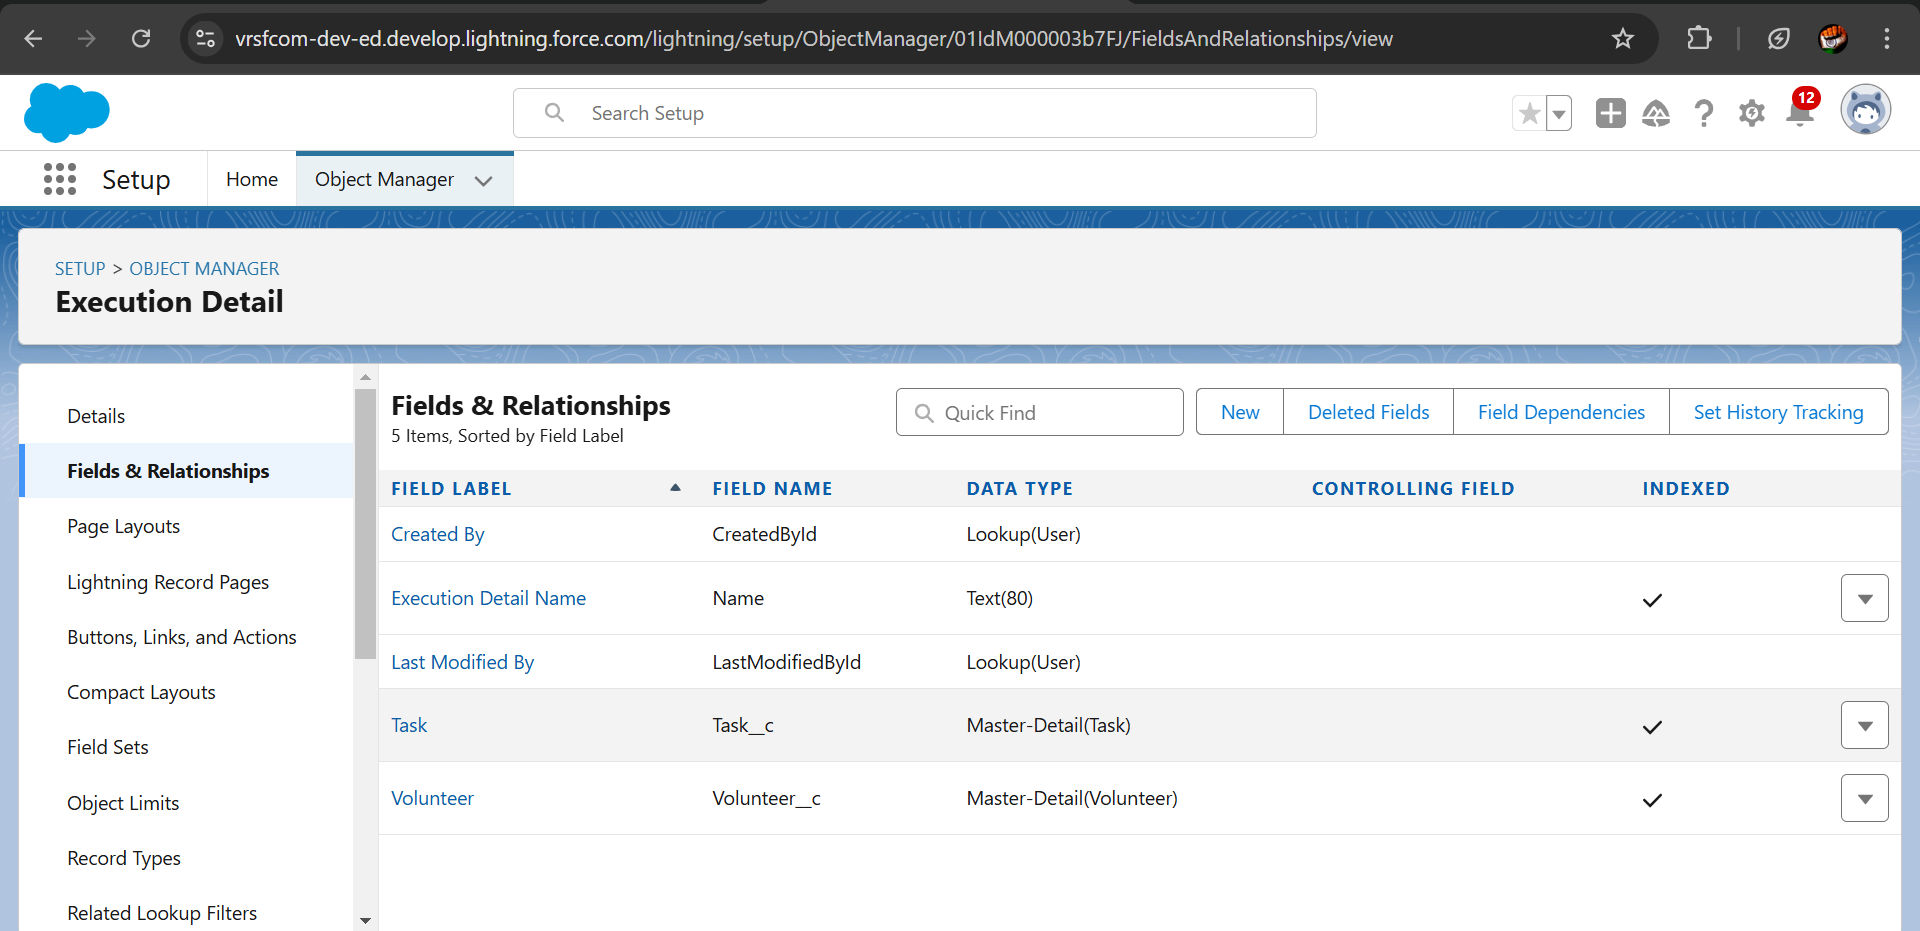 vrsfcom-dev-ed.develop.lightning.force.com/lightning/setup/ObjectManager/01IdM000003b7FJ/FieldsAndRelationships/view
Search Setup
12
Setup
Home
Object Manager
SETUP > OBJECT MANAGER
Execution Detail
Details
Fields & Relationships
Page Layouts
Lightning Record Pages
Buttons, Links, and Actions
Compact Layouts
Field Sets
Object Limits
Record Types
Related Lookup Filters
Fields & Relationships
5 Items, Sorted by Field Label
Quick Find
New
Deleted Fields
Field Dependencies
Set History Tracking
FIELD LABEL FIELD NAME DATA TYPE CONTROLLING FIELD INDEXED
Created By CreatedById Lookup(User)
Execution Detail Name Name Text(80)
Last Modified By LastModifiedById Lookup(User)
Task Task__c Master-Detail(Task)
Volunteer Volunteer__c Master-Detail(Volunteer)